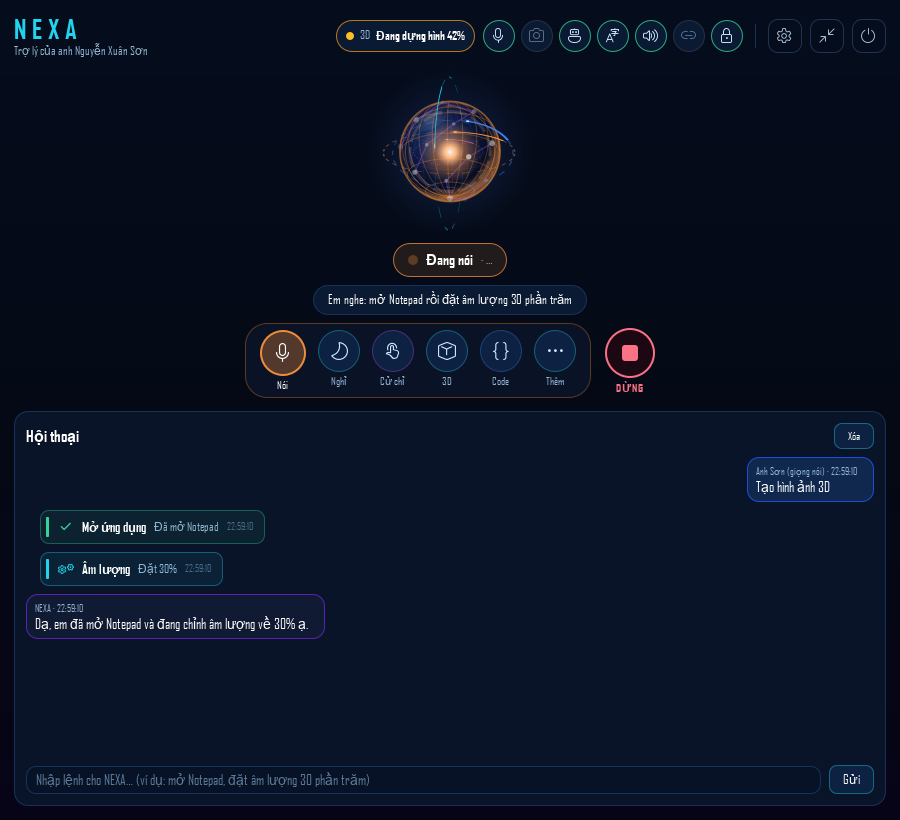 NEXA
Trợ lý của anh Nguyễn Xuân Sơn
3D Đang dựng hình 42%
Đang nói · ...
Em nghe: mở Notepad rồi đặt âm lượng 30 phần trăm
Nói
Nghỉ
Cử chỉ
3D
Code
Thêm
DỪNG
Hội thoại
Xóa
Anh Sơn (giọng nói) · 22:59:10
Tạo hình ảnh 3D
Mở ứng dụng Đã mở Notepad 22:59:10
Âm lượng Đặt 30% 22:59:10
NEXA · 22:59:10
Dạ, em đã mở Notepad và đang chỉnh âm lượng về 30% ạ.
Nhập lệnh cho NEXA... (ví dụ: mở Notepad, đặt âm lượng 30 phần trăm)
Gửi